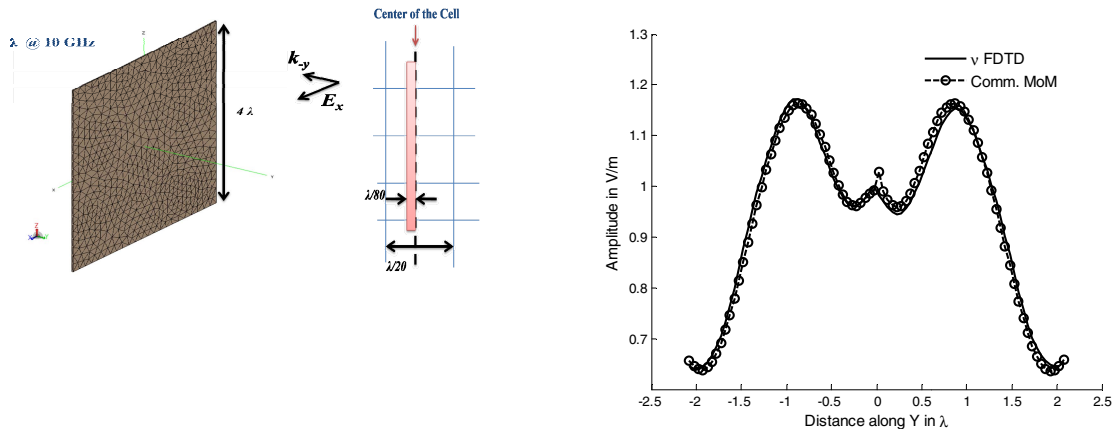 λ @ 10 GHz
z
k-y
Ex
4 λ
x
Y
Z
X
Y
Center of the Cell
λ/80
λ/20
1.3
1.2
1.1
1
0.9
0.8
0.7
Amplitude in V/m
ν FDTD
Comm. MoM
-2.5 -2 -1.5 -1 -0.5 0 0.5 1 1.5 2 2.5
Distance along Y in λ